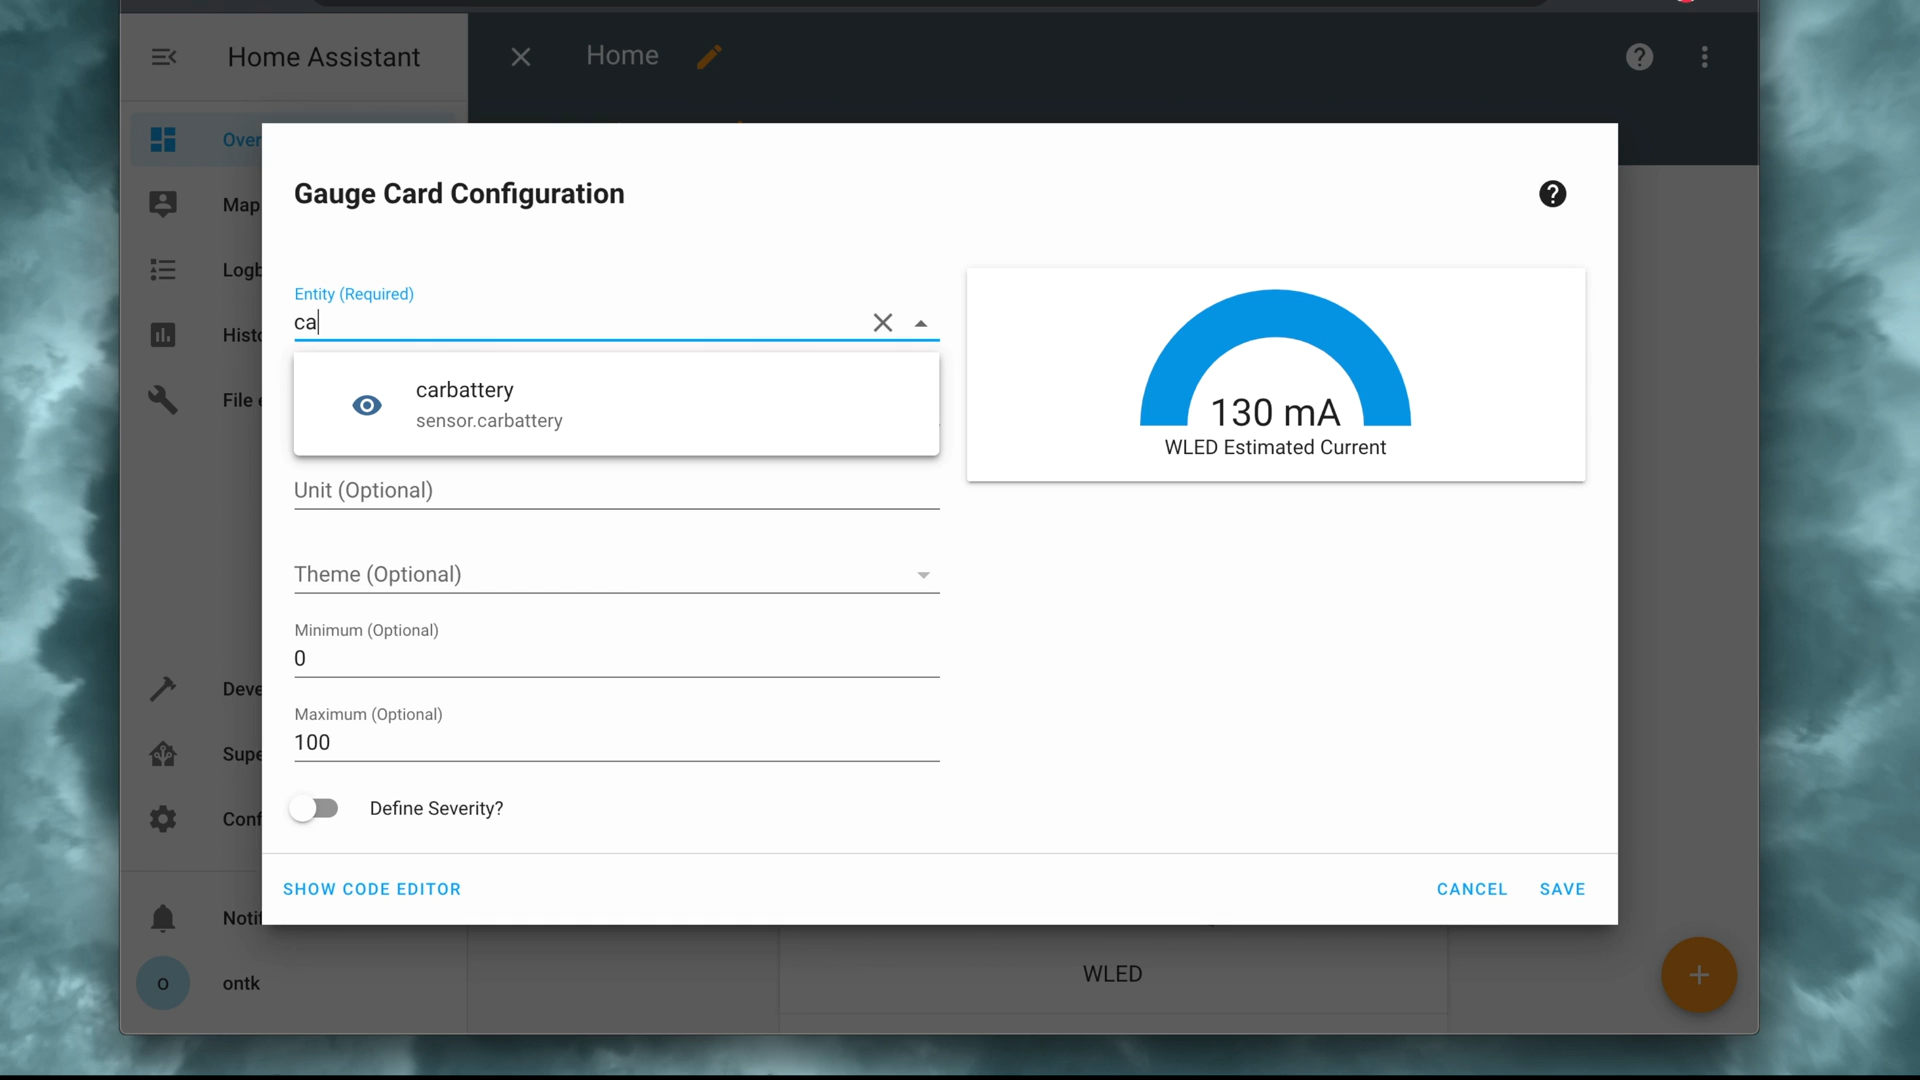 Home Assistant
Home
Over
Map
Logb
Histo
File e
Deve
Supe
Conf
Notif
o
ontk
Gauge Card Configuration
Entity (Required)
ca
carbattery
sensor.carbattery
Unit (Optional)
Theme (Optional)
Minimum (Optional)
0
Maximum (Optional)
100
Define Severity?
130 mA
WLED Estimated Current
SHOW CODE EDITOR
CANCEL
SAVE
WLED